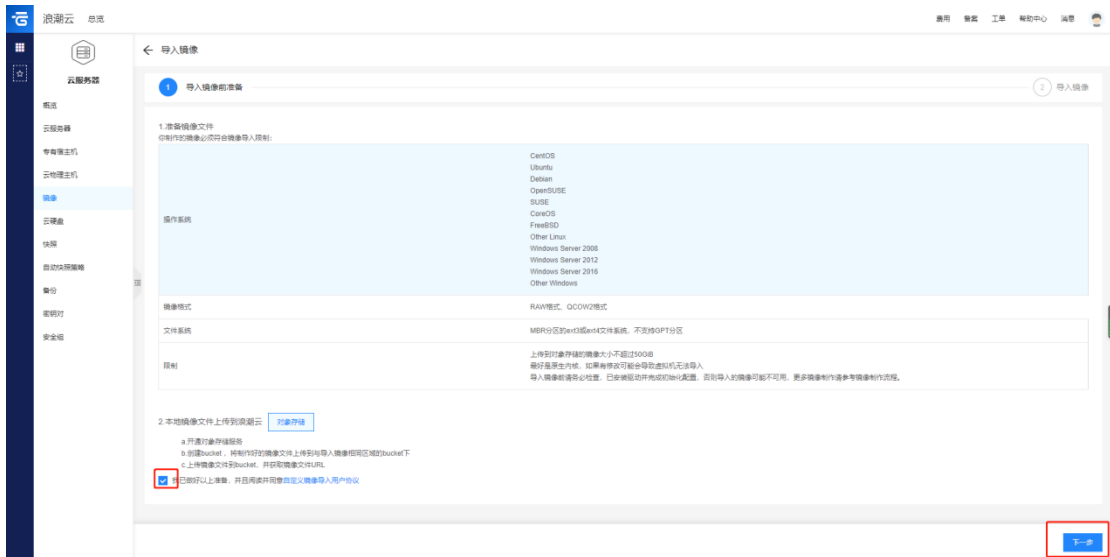 浪潮云 总览 费用 备案 工单 帮助中心 消息
云服务器
概览
云服务器
专有宿主机
云物理主机
镜像
云硬盘
快照
自动快照策略
备份
密钥对
安全组
← 导入镜像
1 导入镜像前准备
2 导入镜像
1.准备镜像文件
你制作的镜像必须符合镜像导入限制：
操作系统
CentOS
Ubuntu
Debian
OpenSUSE
SUSE
CoreOS
FreeBSD
Other Linux
Windows Server 2008
Windows Server 2012
Windows Server 2016
Other Windows
镜像格式 RAW格式、QCOW2格式
文件系统 MBR分区的ext3或ext4文件系统，不支持GPT分区
限制
上传到对象存储的镜像大小不超过50GB
最好是原生内核，如果有修改可能会导致虚拟机无法导入
导入镜像前请务必检查，已安装驱动并完成初始化配置，否则导入的镜像可能不可用，更多镜像制作请参考镜像制作流程。
2.本地镜像文件上传到浪潮云 对象存储
a.开通对象存储服务
b.创建bucket，将制作好的镜像文件上传到与导入镜像相同区域的bucket下
c.上传镜像文件到bucket，并获取镜像文件URL
我已做好以上准备，并且阅读并同意自定义镜像导入用户协议
下一步